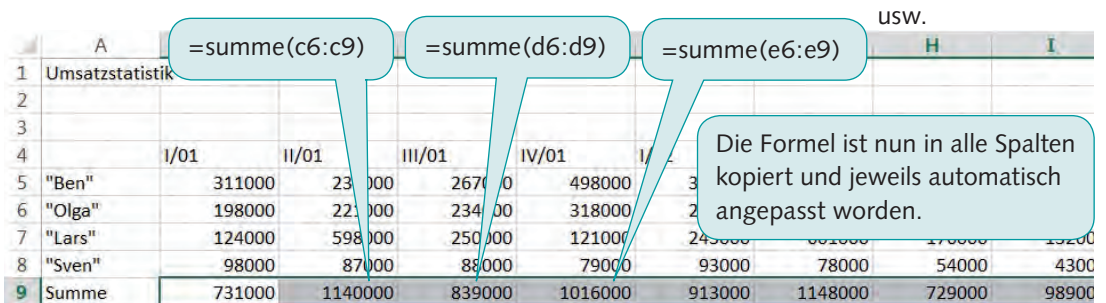 usw.
=summe(c6:c9) =summe(d6:d9) =summe(e6:e9)
A H I
1 Umsatzstatistik
2
3
4 I/01 II/01 III/01 IV/01
Die Formel ist nun in alle Spalten
kopiert und jeweils automatisch
angepasst worden.
5 "Ben" 311000 498000
6 "Olga" 198000 318000
7 "Lars" 124000 121000
8 "Sven" 98000 87000 88000 79000 93000 78000 54000 4300
9 Summe 731000 1140000 839000 1016000 913000 1148000 729000 98900